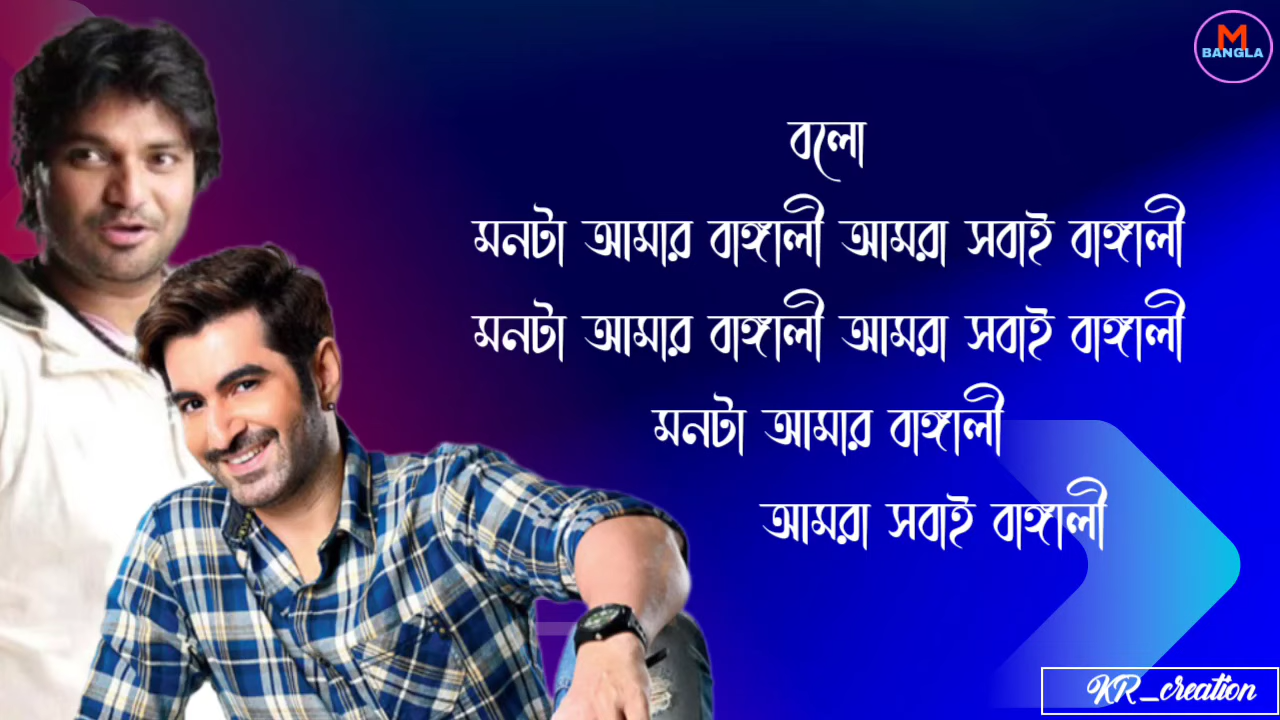 M
BANGLA
বলো
মনটা আমার বাঙ্গালী আমরা সবাই বাঙ্গালী
মনটা আমার বাঙ্গালী আমরা সবাই বাঙ্গালী
মনটা আমার বাঙ্গালী
আমরা সবাই বাঙ্গালী
KR_creation